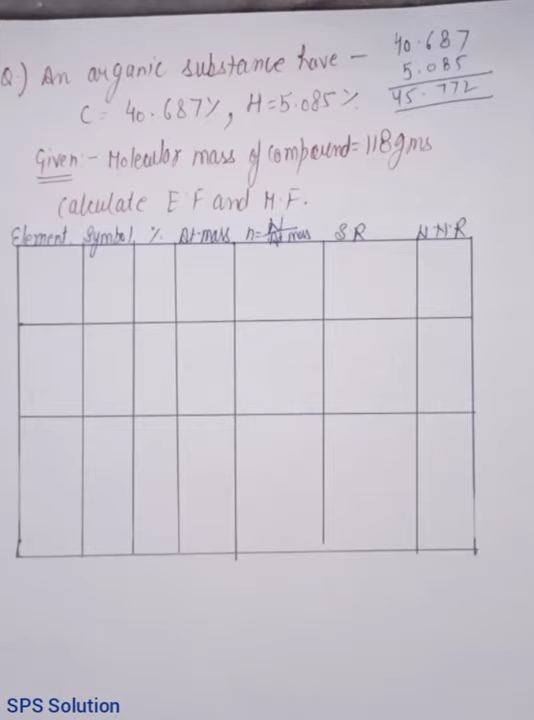 40.687
Q.) An organic substance have - 5.085
C = 40.687%, H = 5.085% 45.772
Given:- Molecular mass of compound = 118gms
Calculate E.F and M.F.
Element Symbol % At.mass n= mass S.R N.N.R
SPS Solution